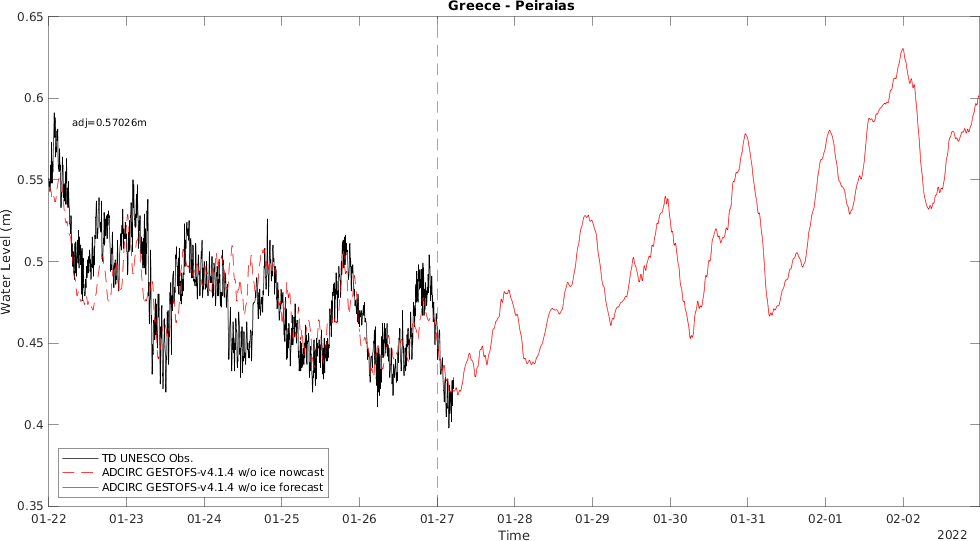 Greece - Peiraias
0.65
0.6
0.55
0.5
0.45
0.4
0.35
Water Level (m)
adj=0.57026m
TD UNESCO Obs.
ADCIRC GESTOFS-v4.1.4 w/o ice nowcast
ADCIRC GESTOFS-v4.1.4 w/o ice forecast
01-22 01-23 01-24 01-25 01-26 01-27 01-28 01-29 01-30 01-31 02-01 02-02
Time
2022